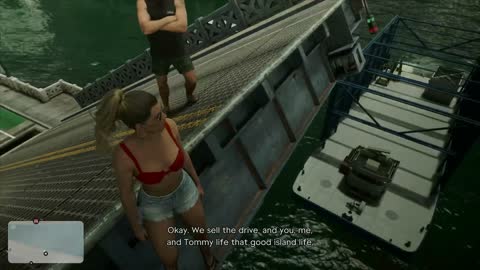 Okay. We sell the drive, and you, me,
and Tommy life that good island life.